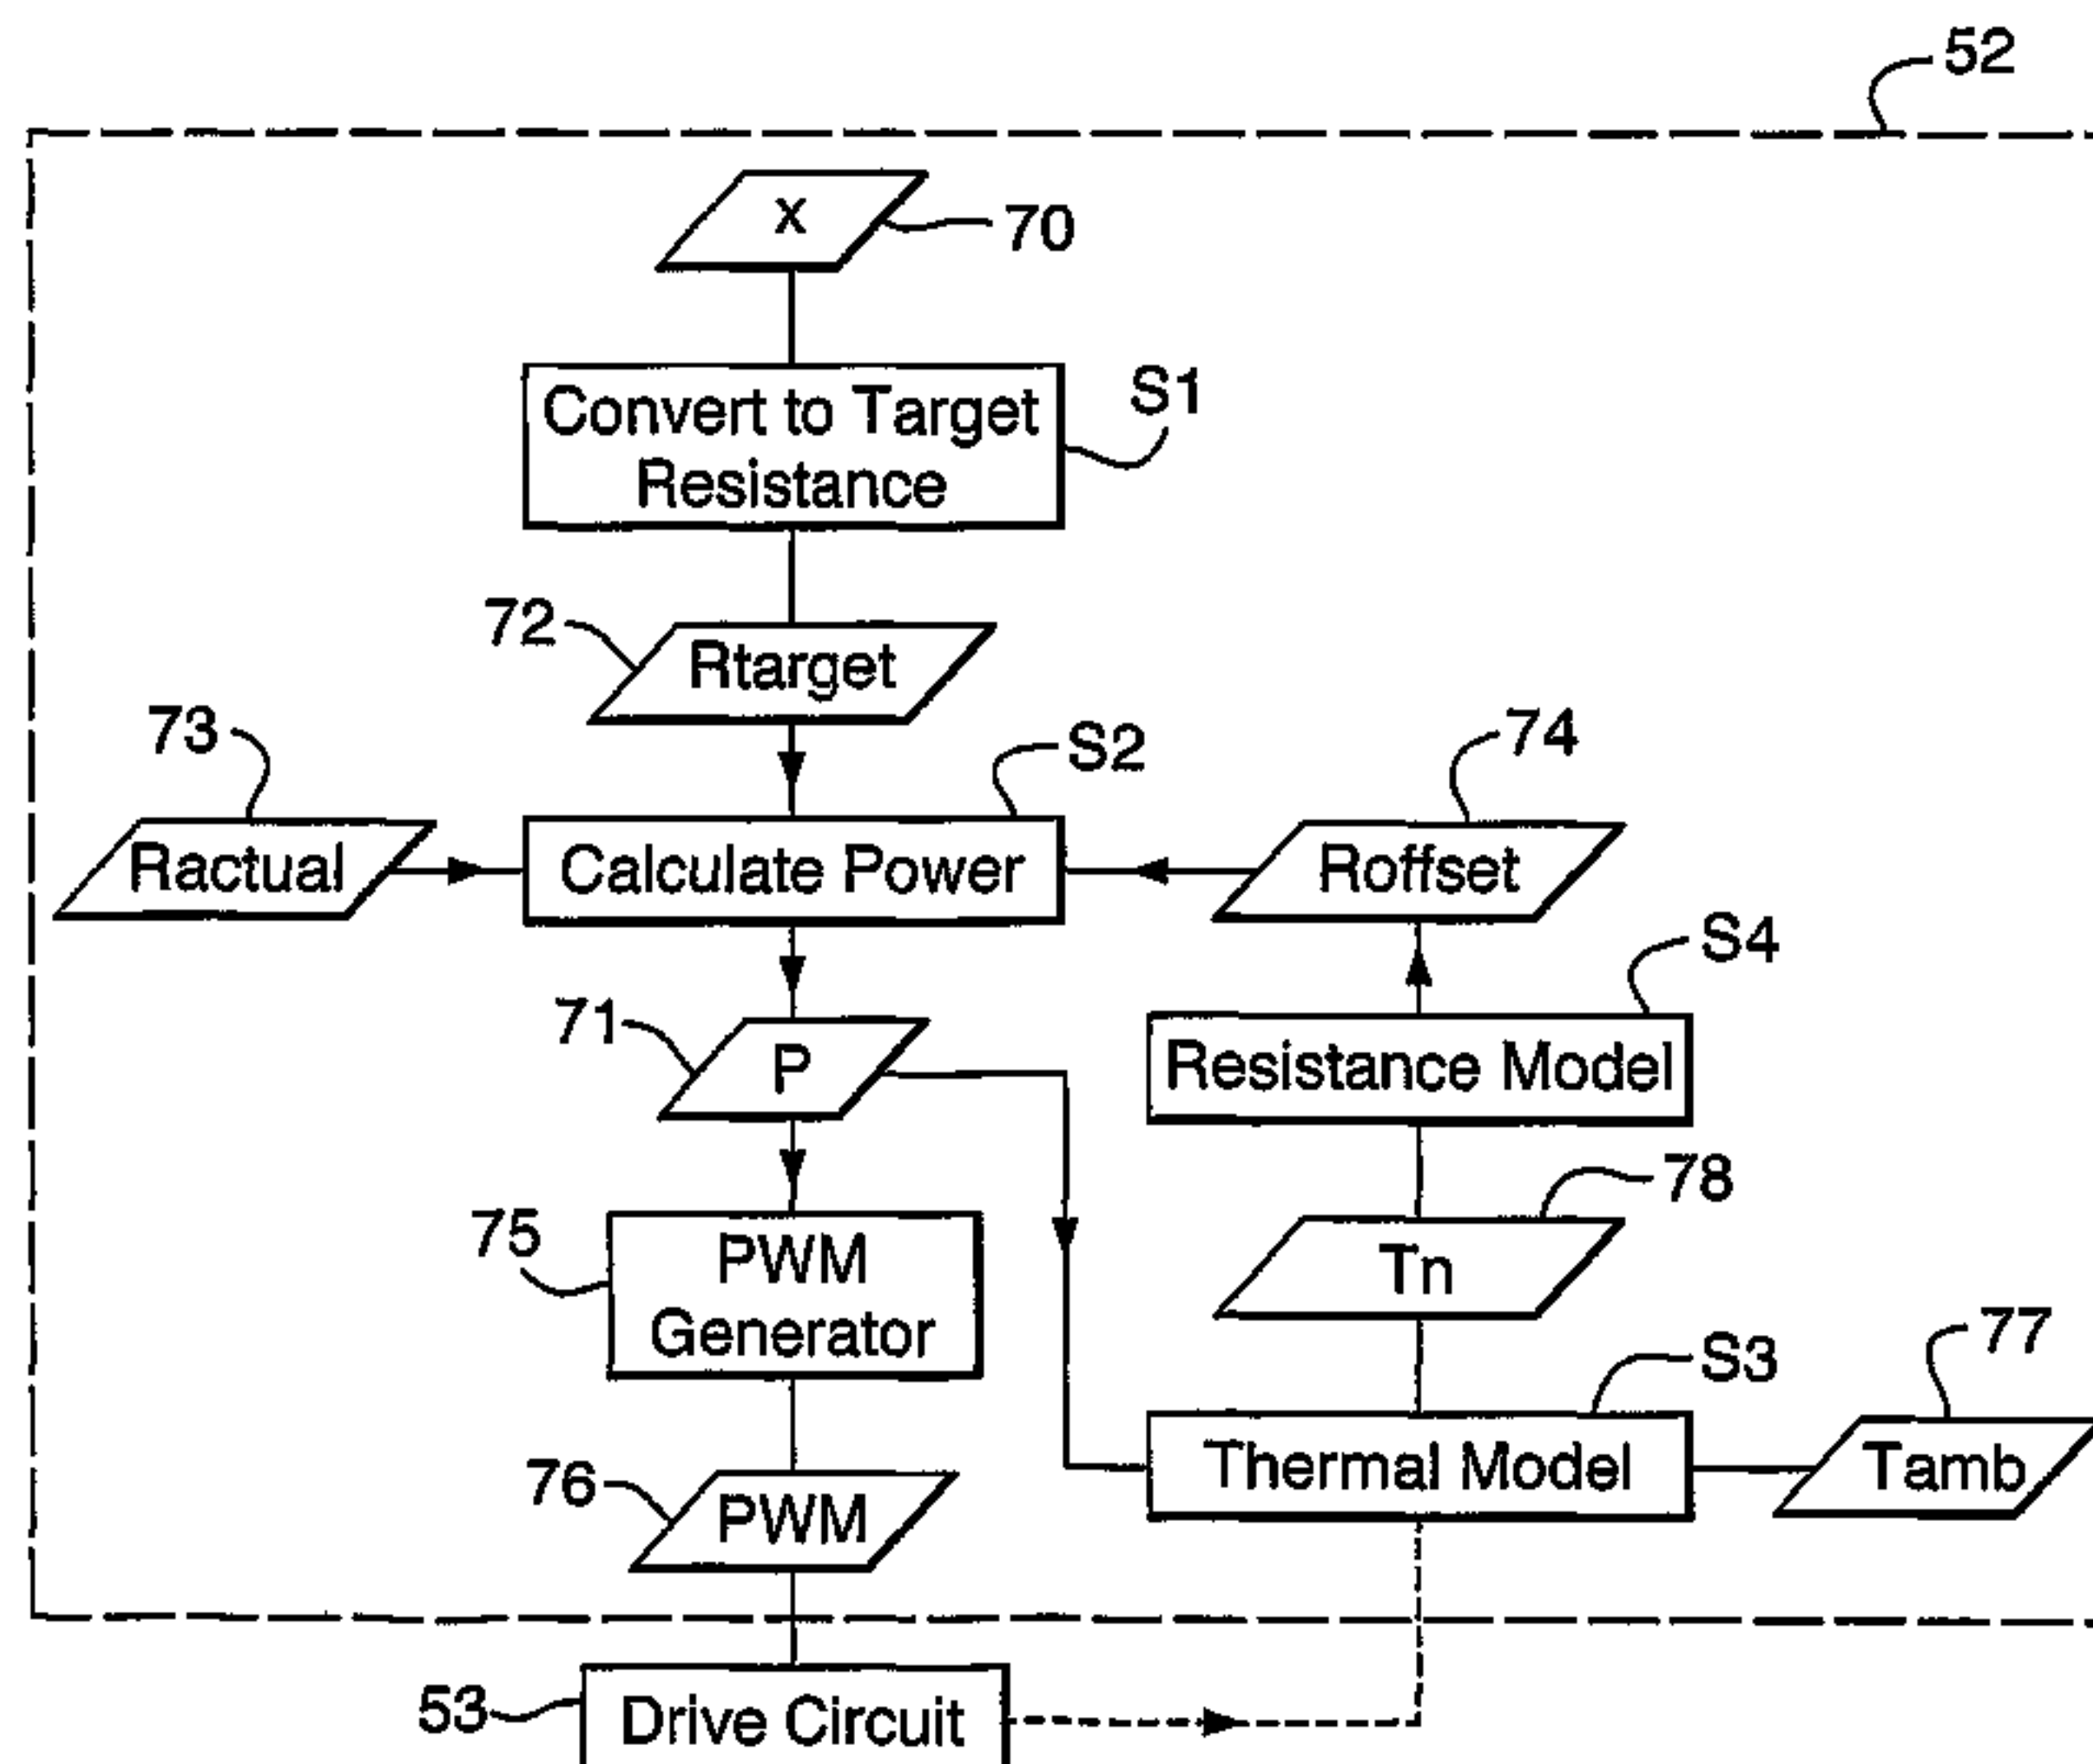 52
x
70
Convert to Target
Resistance
S1
72
Rtarget
73
S2
74
Ractual
Calculate Power
Roffset
S4
71
P
Resistance Model
78
75
PWM
Generator
Tn
77
S3
76
PWM
Thermal Model
Tamb
53
Drive Circuit